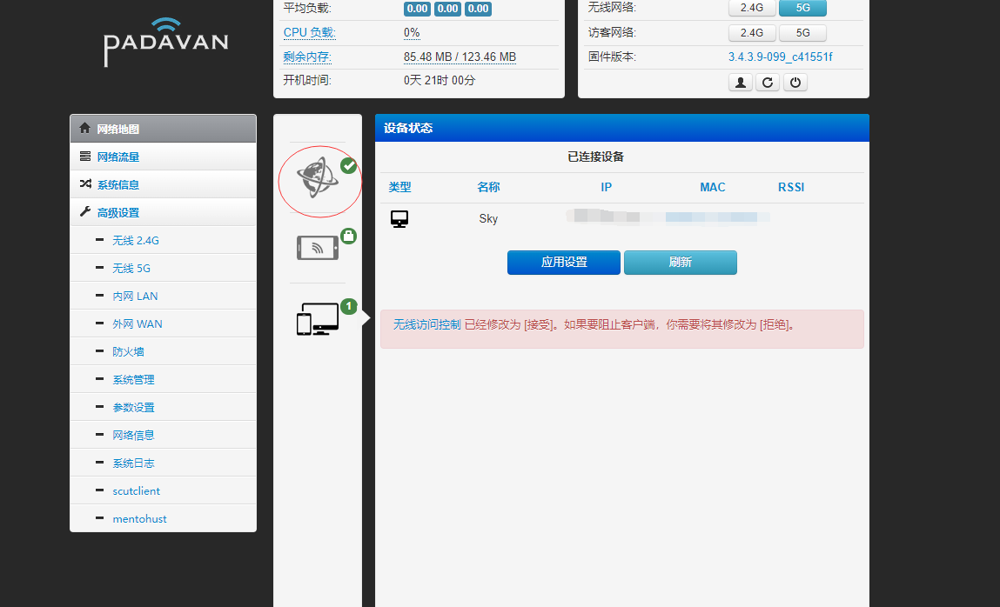 PADAVAN
平均负载: 0.00 0.00 0.00
CPU 负载: 0%
剩余内存: 85.48 MB / 123.46 MB
开机时间: 0天 21时 00分
无线网络: 2.4G 5G
访客网络: 2.4G 5G
固件版本: 3.4.3.9-099_c41551f
网络地图
网络流量
系统信息
高级设置
无线 2.4G
无线 5G
内网 LAN
外网 WAN
防火墙
系统管理
参数设置
网络信息
系统日志
scutclient
mentohust
1
设备状态
已连接设备
类型 名称 IP MAC RSSI
Sky
应用设置 刷新
无线访问控制 已经修改为 [接受]。如果要阻止客户端，你需要将其修改为 [拒绝]。